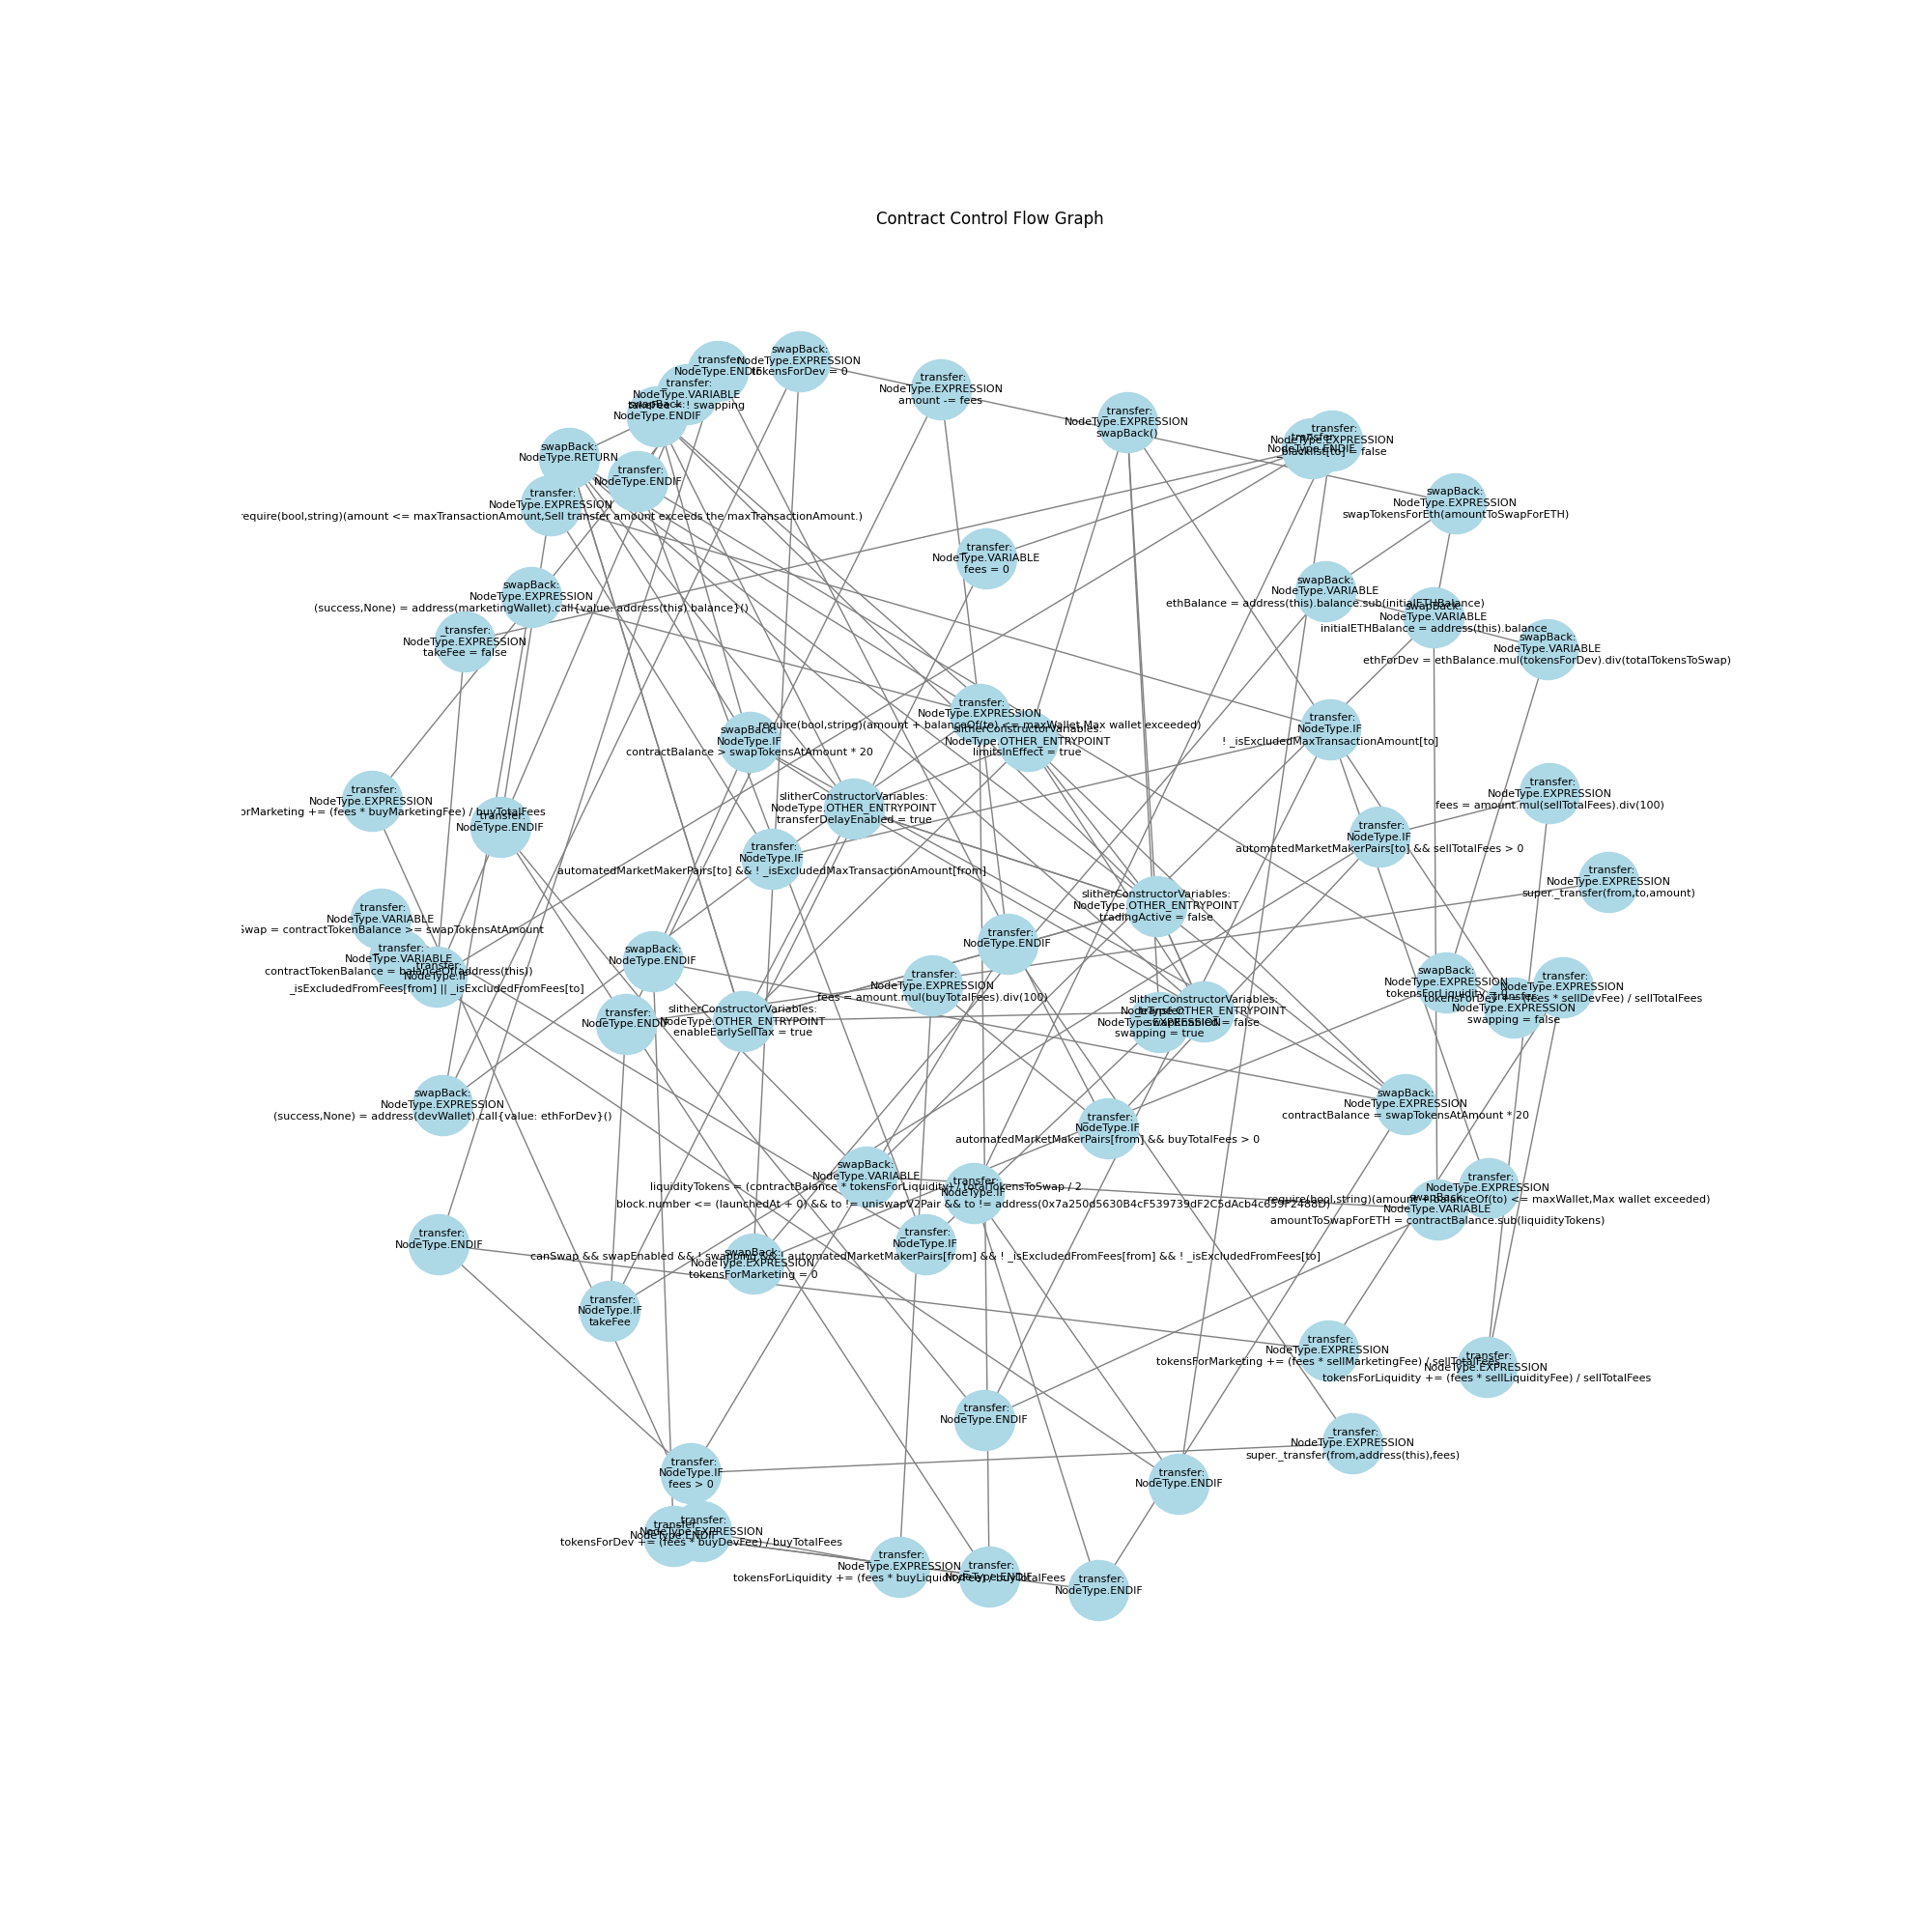 Contract Control Flow Graph
swapBack:
NodeType.EXPRESSION
tokensForDev = 0
_transfer:
NodeType.ENDIF
_transfer:
NodeType.VARIABLE
takeFee = ! swapping
swapBack:
NodeType.ENDIF
_transfer:
NodeType.EXPRESSION
amount -= fees
_transfer:
NodeType.EXPRESSION
swapBack()
_transfer:
NodeType.EXPRESSION
_blacklist[to] = false
_transfer:
NodeType.ENDIF
swapBack:
NodeType.RETURN
_transfer:
NodeType.ENDIF
_transfer:
NodeType.EXPRESSION
require(bool,string)(amount <= maxTransactionAmount,Sell transfer amount exceeds the maxTransactionAmount.)
swapBack:
NodeType.EXPRESSION
swapTokensForEth(amountToSwapForETH)
_transfer:
NodeType.VARIABLE
fees = 0
swapBack:
NodeType.EXPRESSION
(success,None) = address(marketingWallet).call{value: address(this).balance}()
swapBack:
NodeType.VARIABLE
ethBalance = address(this).balance.sub(initialETHBalance)
swapBack:
NodeType.VARIABLE
initialETHBalance = address(this).balance
_transfer:
NodeType.EXPRESSION
takeFee = false
swapBack:
NodeType.VARIABLE
ethForDev = ethBalance.mul(tokensForDev).div(totalTokensToSwap)
_transfer:
NodeType.EXPRESSION
require(bool,string)(amount + balanceOf(to) <= maxWallet,Max wallet exceeded)
slitherConstructorVariables:
NodeType.OTHER_ENTRYPOINT
limitsInEffect = true
swapBack:
NodeType.IF
contractBalance > swapTokensAtAmount * 20
_transfer:
NodeType.IF
! _isExcludedMaxTransactionAmount[to]
_transfer:
NodeType.EXPRESSION
orMarketing += (fees * buyMarketingFee) / buyTotalFees
_transfer:
NodeType.ENDIF
slitherConstructorVariables:
NodeType.OTHER_ENTRYPOINT
transferDelayEnabled = true
_transfer:
NodeType.EXPRESSION
fees = amount.mul(sellTotalFees).div(100)
_transfer:
NodeType.IF
automatedMarketMakerPairs[to] && sellTotalFees > 0
_transfer:
NodeType.IF
automatedMarketMakerPairs[to] && ! _isExcludedMaxTransactionAmount[from]
_transfer:
NodeType.EXPRESSION
super._transfer(from,to,amount)
slitherConstructorVariables:
NodeType.OTHER_ENTRYPOINT
tradingActive = false
_transfer:
NodeType.VARIABLE
Swap = contractTokenBalance >= swapTokensAtAmount
_transfer:
NodeType.VARIABLE
contractTokenBalance = balanceOf(address(this))
_transfer:
NodeType.IF
_isExcludedFromFees[from] || _isExcludedFromFees[to]
_transfer:
NodeType.ENDIF
swapBack:
NodeType.ENDIF
_transfer:
NodeType.EXPRESSION
fees = amount.mul(buyTotalFees).div(100)
swapBack:
NodeType.EXPRESSION
tokensForLiquidity = 0
_transfer:
NodeType.EXPRESSION
tokensForDev += (fees * sellDevFee) / sellTotalFees
_transfer:
NodeType.EXPRESSION
swapping = false
_transfer:
NodeType.ENDIF
slitherConstructorVariables:
NodeType.OTHER_ENTRYPOINT
enableEarlySellTax = true
slitherConstructorVariables:
NodeType.OTHER_ENTRYPOINT
swapEnabled = false
_transfer:
NodeType.EXPRESSION
swapping = true
swapBack:
NodeType.EXPRESSION
(success,None) = address(devWallet).call{value: ethForDev}()
swapBack:
NodeType.EXPRESSION
contractBalance = swapTokensAtAmount * 20
_transfer:
NodeType.IF
automatedMarketMakerPairs[from] && buyTotalFees > 0
swapBack:
NodeType.VARIABLE
liquidityTokens = (contractBalance * tokensForLiquidity) / totalTokensToSwap / 2
_transfer:
NodeType.IF
block.number <= (launchedAt + 0) && to != uniswapV2Pair && to != address(0x7a250d5630B4cF539739dF2C5dAcb4c659F2488D)
_transfer:
NodeType.EXPRESSION
require(bool,string)(amount + balanceOf(to) <= maxWallet,Max wallet exceeded)
swapBack:
NodeType.VARIABLE
amountToSwapForETH = contractBalance.sub(liquidityTokens)
_transfer:
NodeType.ENDIF
_transfer:
NodeType.IF
canSwap && swapEnabled && ! swapping && ! automatedMarketMakerPairs[from] && ! _isExcludedFromFees[from] && ! _isExcludedFromFees[to]
swapBack:
NodeType.EXPRESSION
tokensForMarketing = 0
_transfer:
NodeType.IF
takeFee
_transfer:
NodeType.EXPRESSION
tokensForMarketing += (fees * sellMarketingFee) / sellTotalFees
_transfer:
NodeType.EXPRESSION
tokensForLiquidity += (fees * sellLiquidityFee) / sellTotalFees
_transfer:
NodeType.ENDIF
_transfer:
NodeType.EXPRESSION
super._transfer(from,address(this),fees)
_transfer:
NodeType.IF
fees > 0
_transfer:
NodeType.ENDIF
_transfer:
NodeType.ENDIF
_transfer:
NodeType.EXPRESSION
tokensForDev += (fees * buyDevFee) / buyTotalFees
_transfer:
NodeType.EXPRESSION
tokensForLiquidity += (fees * buyLiquidityFee) / buyTotalFees
_transfer:
NodeType.ENDIF
_transfer:
NodeType.ENDIF